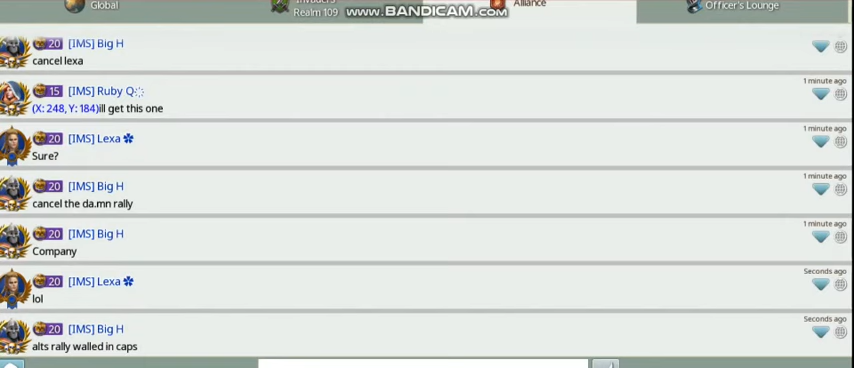 Global
Invaders
Realm 109
www.BANDICAM.com
Alliance
Officer's Lounge
20 [IMS] Big H
cancel lexa
1 minute ago
15 [IMS] Ruby Q
(X: 248, Y: 184)ill get this one
1 minute ago
20 [IMS] Lexa
Sure?
1 minute ago
20 [IMS] Big H
cancel the da.mn rally
1 minute ago
20 [IMS] Big H
Company
Seconds ago
20 [IMS] Lexa
lol
Seconds ago
20 [IMS] Big H
alts rally walled in caps